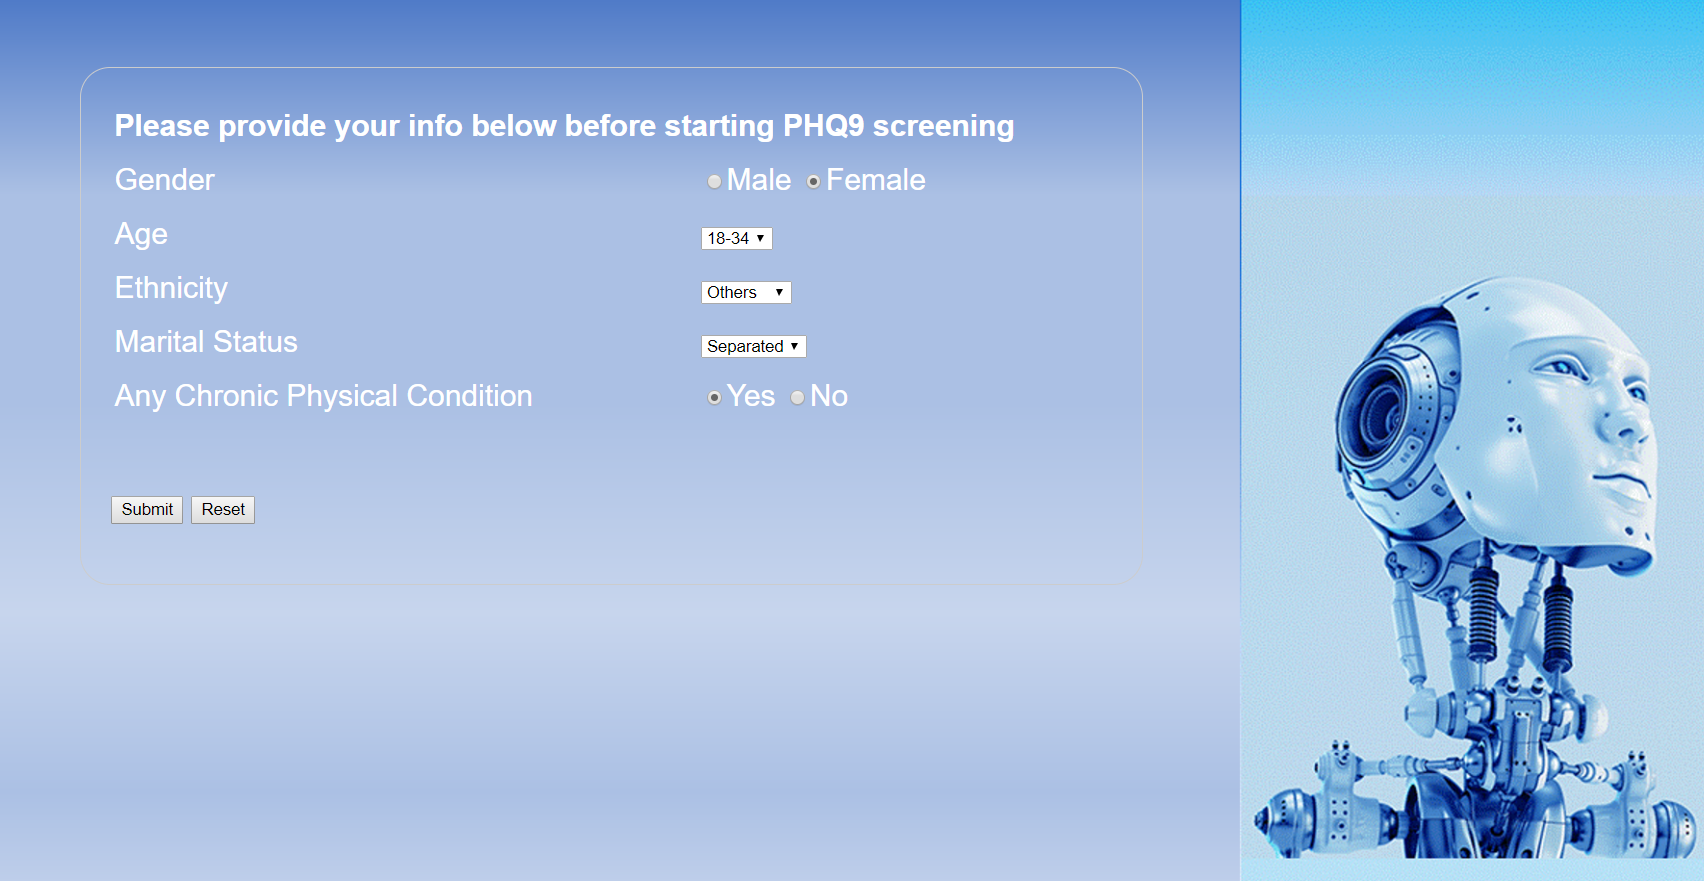 Please provide your info below before starting PHQ9 screening
Gender Male Female
Age 18-34
Ethnicity Others
Marital Status Separated
Any Chronic Physical Condition Yes No
Submit Reset